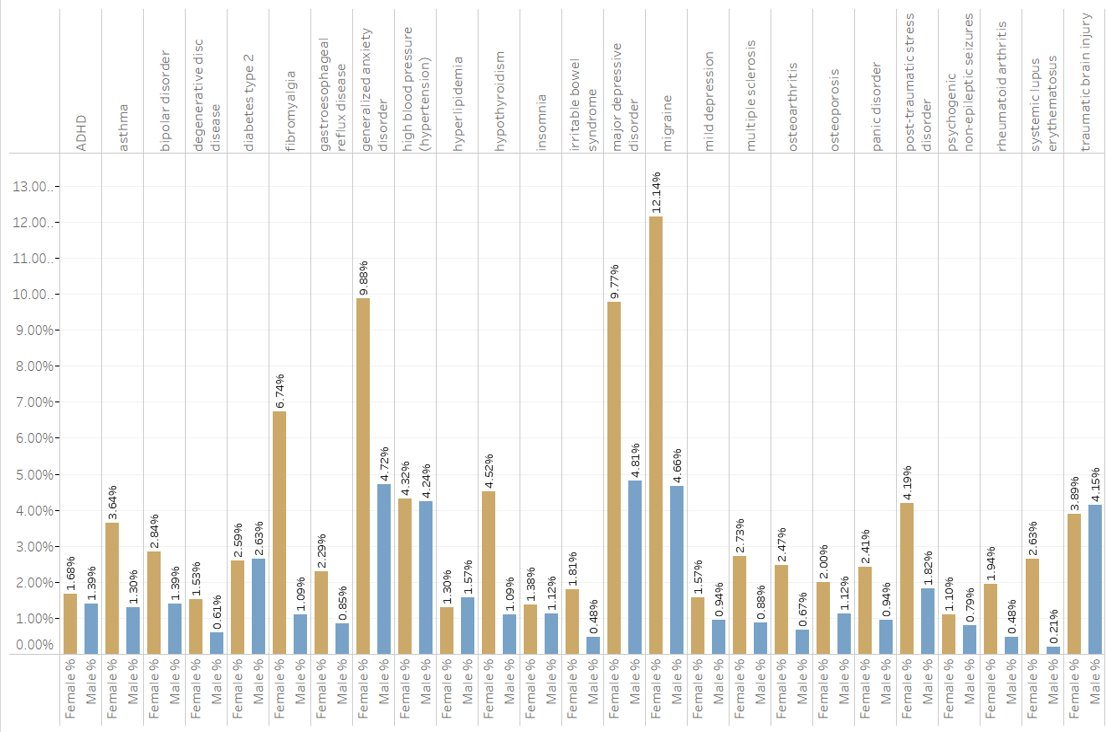 ADHD
asthma
bipolar disorder
degenerative disc
disease
diabetes type 2
fibromyalgia
gastroesophageal
reflux disease
generalized anxiety
disorder
high blood pressure
(hypertension)
hyperlipidemia
hypothyroidism
insomnia
irritable bowel
syndrome
major depressive
disorder
migraine
mild depression
multiple sclerosis
osteoarthritis
osteoporosis
panic disorder
post-traumatic stress
disorder
psychogenic
non-epileptic seizures
rheumatoid arthritis
systemic lupus
erythematosus
traumatic brain injury
13.00..
12.00..
11.00..
10.00..
9.00%
8.00%
7.00%
6.00%
5.00%
4.00%
3.00%
2.00%
1.00%
0.00%
1.68%
1.39%
3.64%
1.30%
2.84%
1.39%
1.53%
0.61%
2.59%
2.63%
6.74%
1.09%
2.29%
0.85%
9.88%
4.72%
4.32%
4.24%
1.30%
1.57%
4.52%
1.09%
1.38%
1.12%
1.81%
0.48%
9.77%
4.81%
12.14%
4.66%
1.57%
0.94%
2.73%
0.88%
2.47%
0.67%
2.00%
1.12%
2.41%
0.94%
4.19%
1.82%
1.10%
0.79%
1.94%
0.48%
2.63%
0.21%
3.89%
4.15%
Female %
Male %
Female %
Male %
Female %
Male %
Female %
Male %
Female %
Male %
Female %
Male %
Female %
Male %
Female %
Male %
Female %
Male %
Female %
Male %
Female %
Male %
Female %
Male %
Female %
Male %
Female %
Male %
Female %
Male %
Female %
Male %
Female %
Male %
Female %
Male %
Female %
Male %
Female %
Male %
Female %
Male %
Female %
Male %
Female %
Male %
Female %
Male %
Female %
Male %